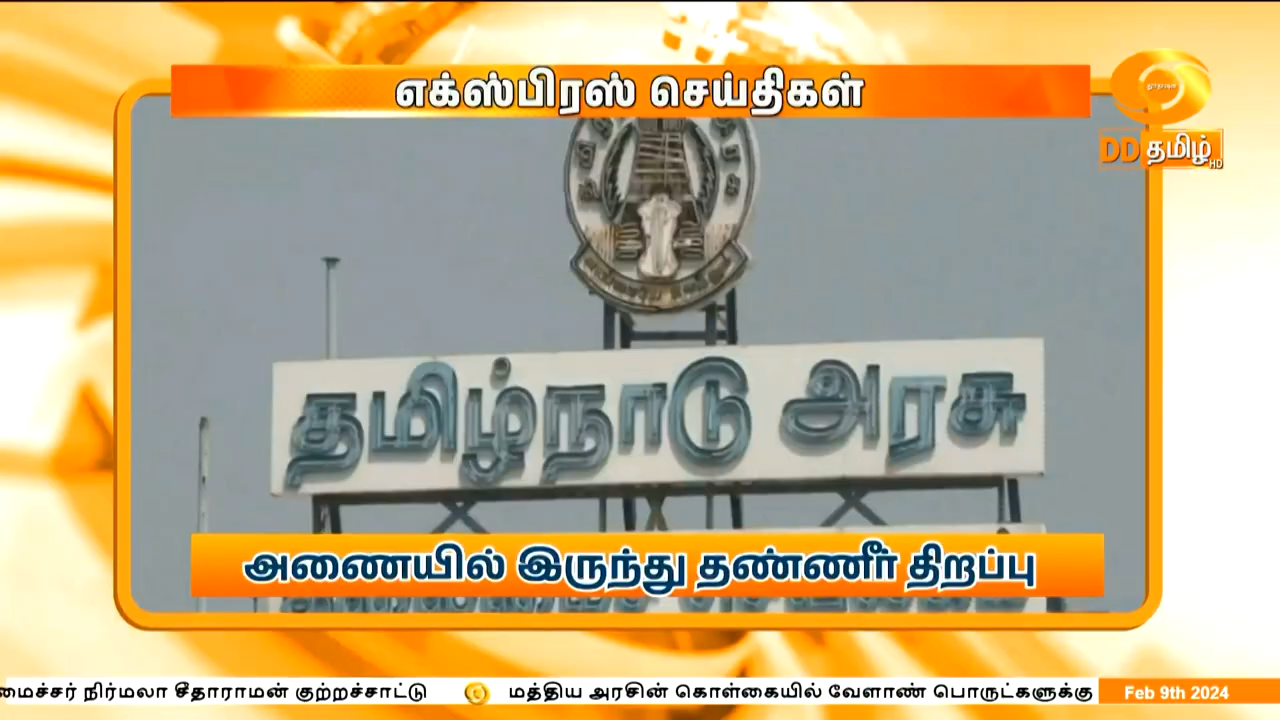 எக்ஸ்பிரஸ் செய்திகள்
DD தமிழ் HD
தமிழ்நாடு அரசு
அணையில் இருந்து தண்ணீர் திறப்பு
மைச்சர் நிர்மலா சீதாராமன் குற்றச்சாட்டு மத்திய அரசின் கொள்கையில் வேளாண் பொருட்களுக்கு
Feb 9th 2024